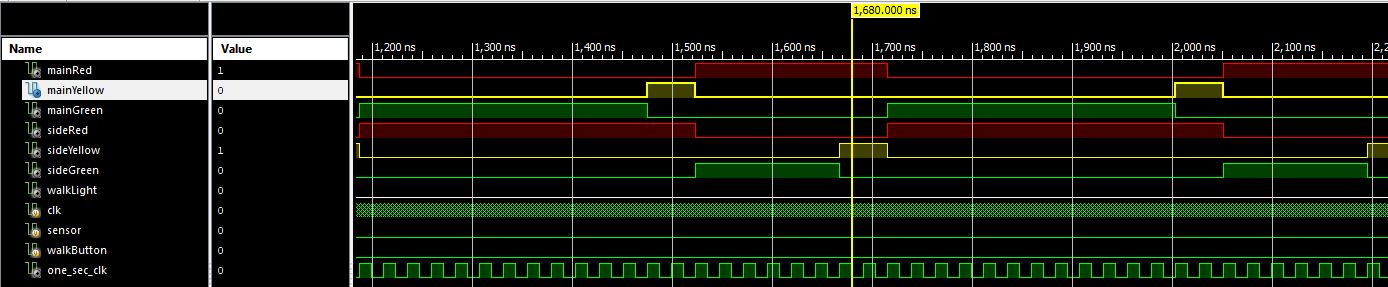 1,680.000 ns
Name Value
1,200 ns 1,300 ns 1,400 ns 1,500 ns 1,600 ns 1,700 ns 1,800 ns 1,900 ns 2,000 ns 2,100 ns 2,2
mainRed 1
mainYellow 0
mainGreen 0
sideRed 0
sideYellow 1
sideGreen 0
walkLight 0
clk 0
sensor 0
walkButton 0
one_sec_clk 0